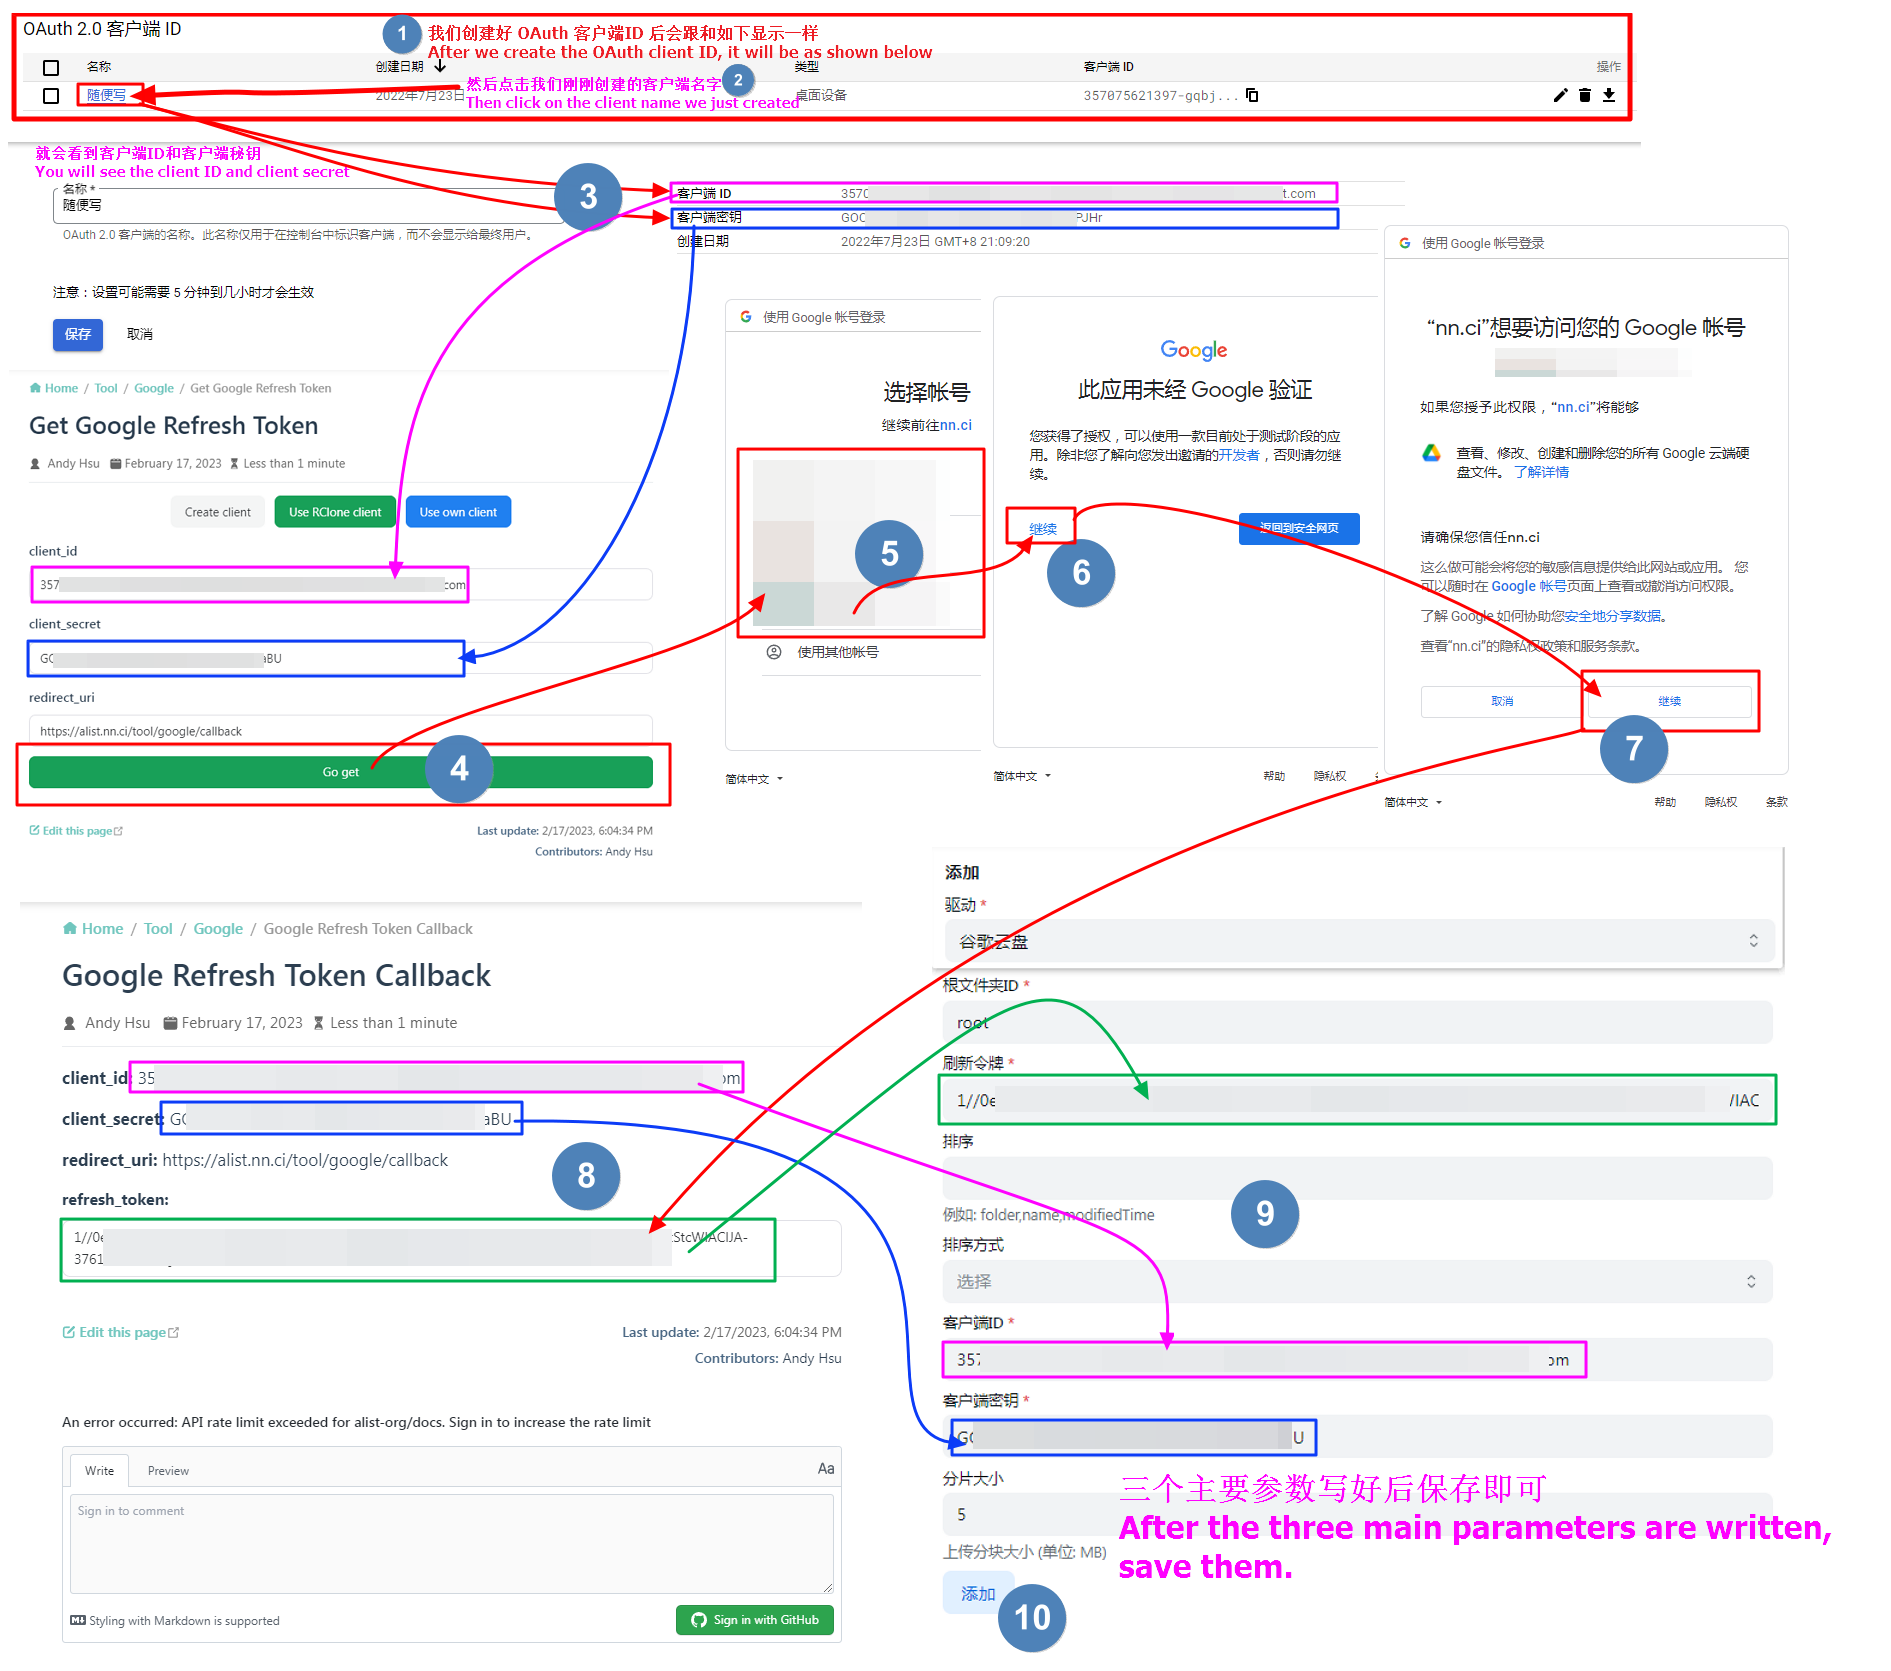 OAuth 2.0 客户端 ID
1
我们创建好 OAuth 客户端ID 后会跟和如下显示一样
After we create the OAuth client ID, it will be as shown below
名称
创建日期
类型
客户端 ID
操作
然后点击我们刚刚创建的客户端名字
2
Then click on the client name we just created
随便写
2022年7月23日
桌面设备
357075621397-gqbj...
就会看到客户端ID和客户端秘钥
You will see the client ID and client secret
名称 *
随便写
OAuth 2.0 客户端的名称。此名称仅用于在控制台中标识客户端，而不会显示给最终用户。
3
客户端 ID
3570
t.com
客户端密钥
GOC
PJHr
创建日期
2022年7月23日 GMT+8 21:09:20
注意：设置可能需要 5 分钟到几小时才会生效
保存
取消
Home / Tool / Google / Get Google Refresh Token
Get Google Refresh Token
Andy Hsu February 17, 2023 Less than 1 minute
Create client
Use RClone client
Use own client
client_id
357
com
client_secret
GC
aBU
redirect_uri
https://alist.nn.ci/tool/google/callback
Go get
4
Edit this page
Last update: 2/17/2023, 6:04:34 PM
Contributors: Andy Hsu
使用 Google 帐号登录
选择帐号
继续前往nn.ci
5
使用其他帐号
简体中文
Google
此应用未经 Google 验证
您获得了授权，可以使用一款目前处于测试阶段的应
用。除非您了解向您发出邀请的开发者，否则请勿继
续。
继续
返回到安全网页
6
简体中文
帮助
隐私权
使用 Google 帐号登录
“nn.ci”想要访问您的 Google 帐号
如果您授予此权限，“nn.ci”将能够
查看、修改、创建和删除您的所有 Google 云端硬
盘文件。 了解详情
请确保您信任nn.ci
这么做可能会将您的敏感信息提供给此网站或应用。 您
可以随时在 Google 帐号页面上查看或撤消访问权限。
了解 Google 如何协助您安全地分享数据。
查看“nn.ci”的隐私权政策和服务条款。
取消
继续
7
简体中文
帮助
隐私权
条款
Home / Tool / Google / Google Refresh Token Callback
Google Refresh Token Callback
Andy Hsu February 17, 2023 Less than 1 minute
client_id: 35
om
client_secret: GC
aBU
redirect_uri: https://alist.nn.ci/tool/google/callback
8
refresh_token:
1//0e
StcWIACIJA-
3761
Edit this page
Last update: 2/17/2023, 6:04:34 PM
Contributors: Andy Hsu
An error occurred: API rate limit exceeded for alist-org/docs. Sign in to increase the rate limit
Write
Preview
Aa
Sign in to comment
Styling with Markdown is supported
Sign in with GitHub
添加
驱动 *
谷歌云盘
根文件夹ID *
root
刷新令牌 *
1//0e
/IAC
排序
9
例如: folder,name,modifiedTime
排序方式
选择
客户端ID *
357
om
客户端密钥 *
GC
U
分片大小
5
上传分块大小 (单位: MB)
三个主要参数写好后保存即可
After the three main parameters are written,
save them.
添加
10